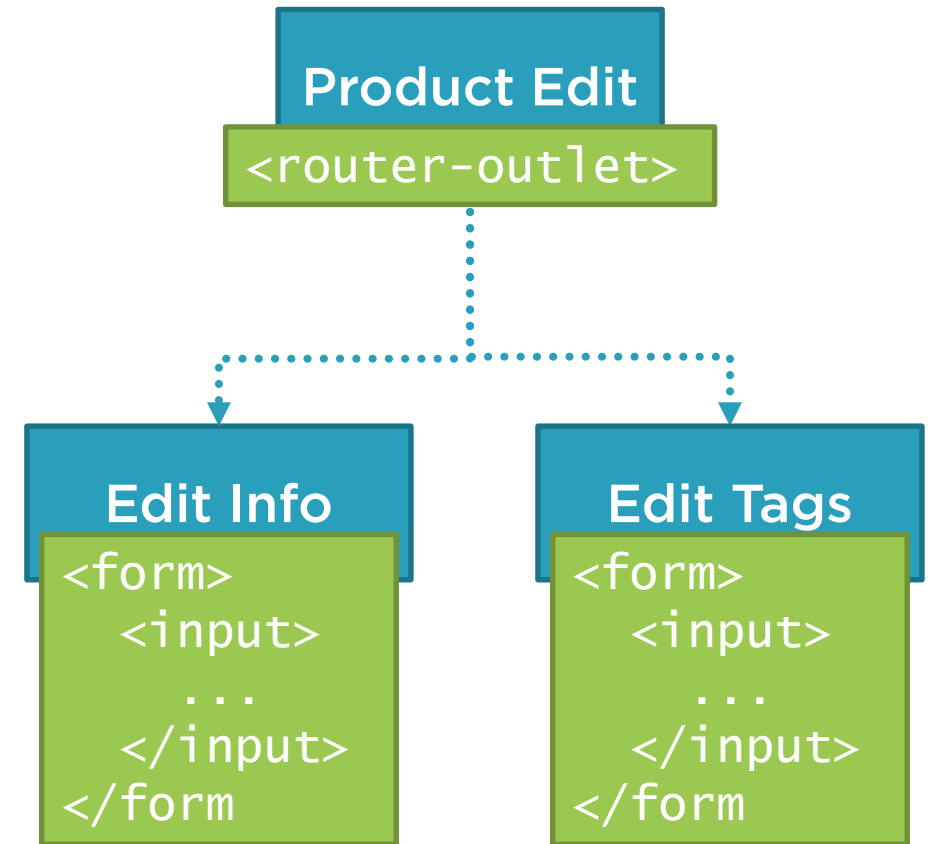 Product Edit
<router-outlet>
Edit Info
<form>
<input>
...
</input>
</form
Edit Tags
<form>
<input>
...
</input>
</form